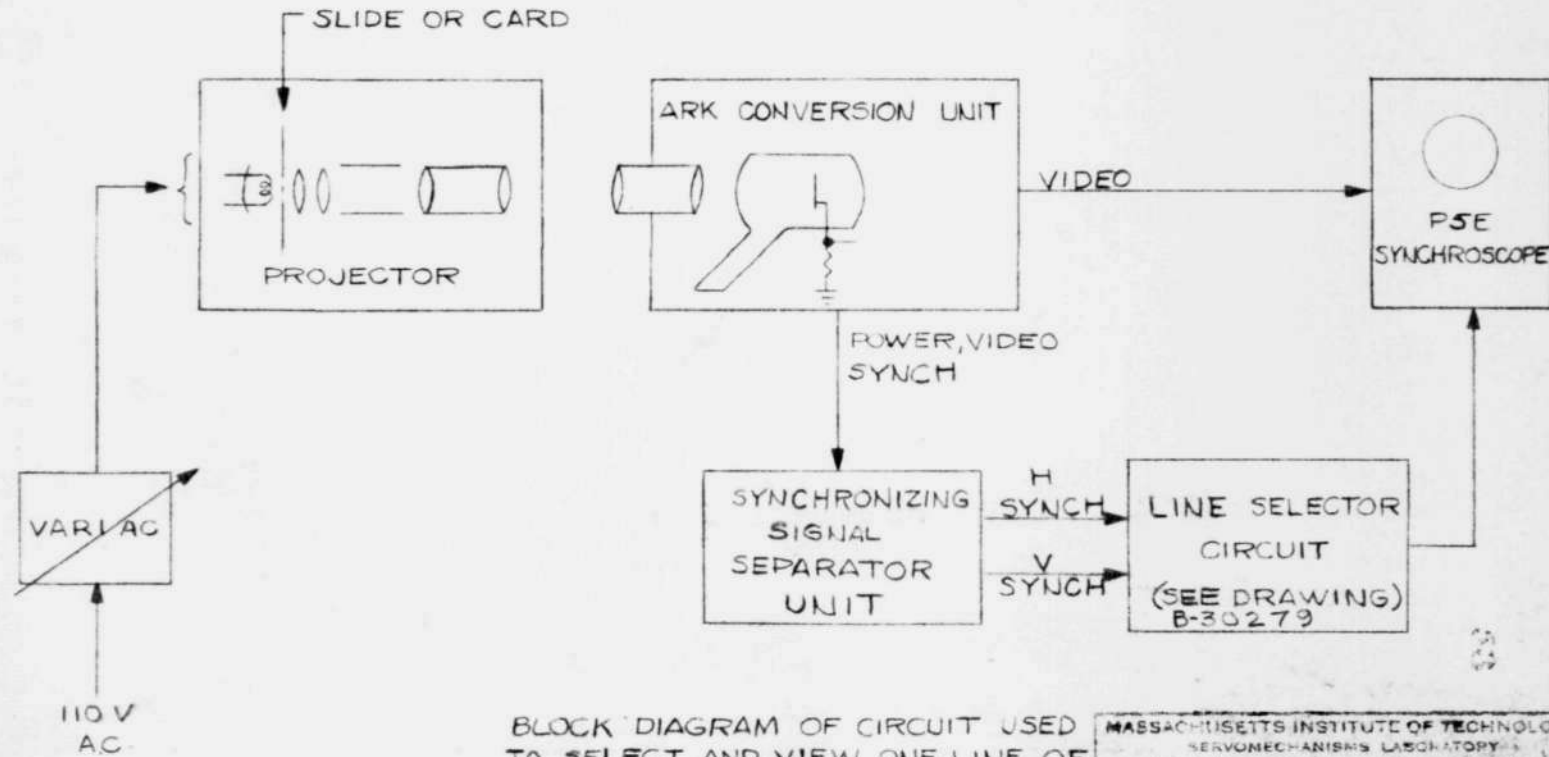 SLIDE OR CARD
PROJECTOR
ARK CONVERSION UNIT
VIDEO
P5E
SYNCHROSCOPE
POWER, VIDEO
SYNCH
VARIAC
110 V
A.C.
SYNCHRONIZING
SIGNAL
SEPARATOR
UNIT
H
SYNCH
V
SYNCH
LINE SELECTOR
CIRCUIT
(SEE DRAWING)
B-30279
BLOCK DIAGRAM OF CIRCUIT USED
TO SELECT AND VIEW ONE LINE OF
MASSACHUSETTS INSTITUTE OF TECHNOLO
SERVOMECHANISMS LABORATORY